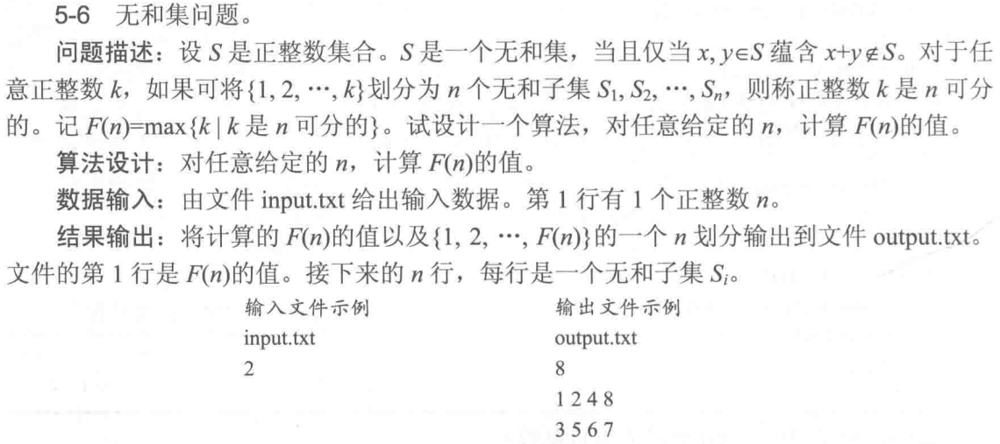 5-6 无和集问题。
问题描述：设 S 是正整数集合。S 是一个无和集，当且仅当 x, y∈S 蕴含 x+y∉S。对于任
意正整数 k，如果可将{1, 2, ⋯, k}划分为 n 个无和子集 S₁, S₂, ⋯, Sₙ，则称正整数 k 是 n 可分
的。记 F(n)=max{k | k 是 n 可分的}。试设计一个算法，对任意给定的 n，计算 F(n)的值。
算法设计：对任意给定的 n，计算 F(n)的值。
数据输入：由文件 input.txt 给出输入数据。第 1 行有 1 个正整数 n。
结果输出：将计算的 F(n)的值以及{1, 2, ⋯, F(n)}的一个 n 划分输出到文件 output.txt。
文件的第 1 行是 F(n)的值。接下来的 n 行，每行是一个无和子集 Sᵢ。
输入文件示例 输出文件示例
input.txt output.txt
2 8
1 2 4 8
3 5 6 7